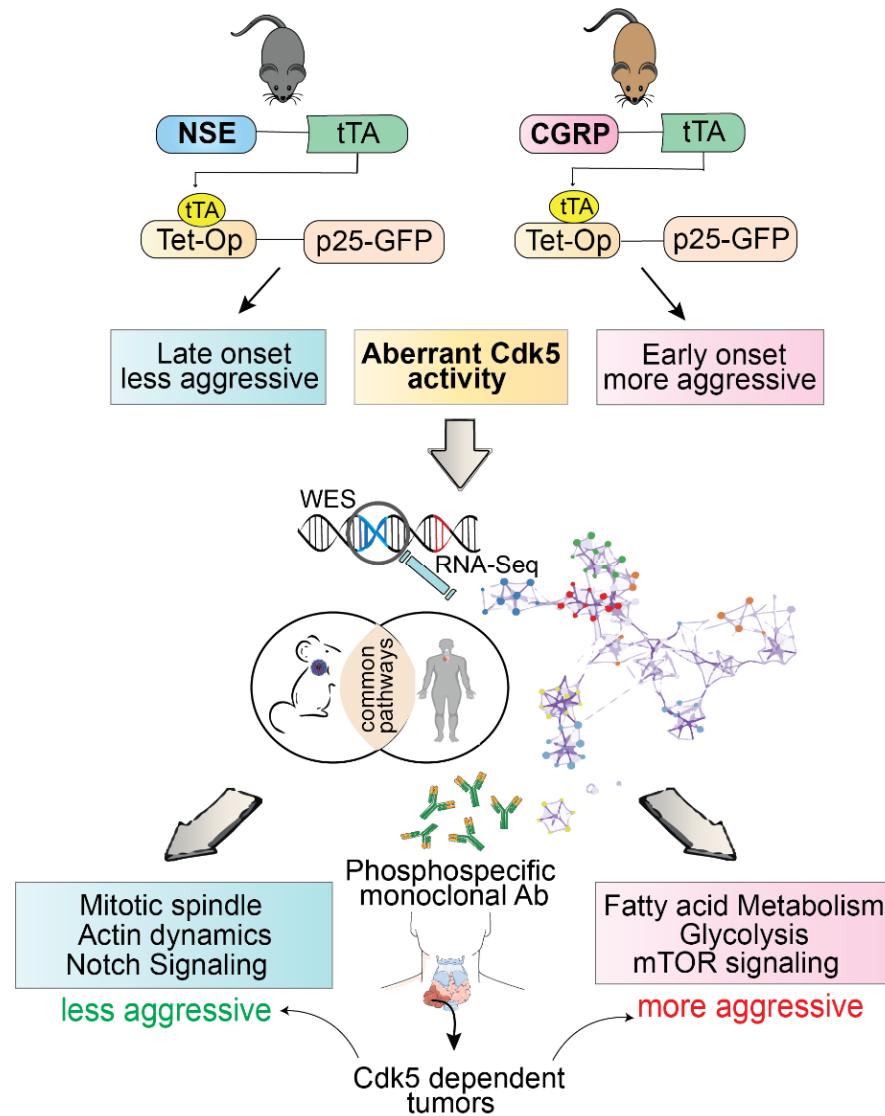 NSE
tTA
CGRP
tTA
tTA
Tet-Op
p25-GFP
tTA
Tet-Op
p25-GFP
Late onset
less aggressive
Aberrant Cdk5
activity
Early onset
more aggressive
WES
RNA-Seq
common
pathways
Phosphospecific
monoclonal Ab
Mitotic spindle
Actin dynamics
Notch Signaling
less aggressive
Fatty acid Metabolism
Glycolysis
mTOR signaling
more aggressive
Cdk5 dependent
tumors